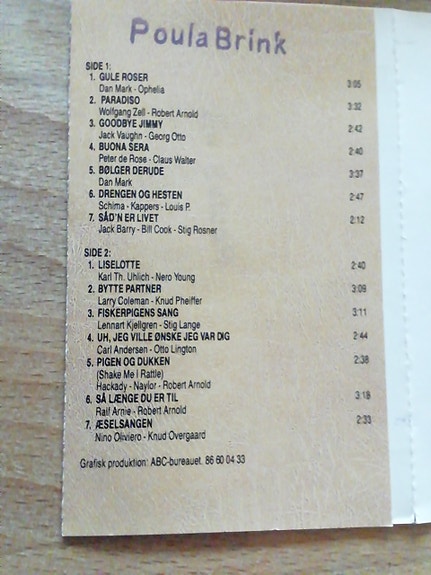 Poula Brink
SIDE 1:
1. GULE ROSER 3:05
Dan Mark - Ophelia
2. PARADISO 3:32
Wolfgang Zell - Robert Arnold
3. GOODBYE JIMMY 2:42
Jack Vaughn - Georg Otto
4. BUONA SERA 2:40
Peter de Rose - Claus Walter
5. BØLGER DERUDE 3:37
Dan Mark
6. DRENGEN OG HESTEN 2:47
Schima - Kappers - Louis P.
7. SÅD'N ER LIVET 2:12
Jack Barry - Bill Cook - Stig Rosner
SIDE 2:
1. LISELOTTE 2:40
Karl Th. Uhlich - Nero Young
2. BYTTE PARTNER 3:09
Larry Coleman - Knud Pheiffer
3. FISKERPIGENS SANG 3:11
Lennart Kjellgren - Stig Lange
4. UH, JEG VILLE ØNSKE JEG VAR DIG 2:44
Carl Andersen - Otto Lington
5. PIGEN OG DUKKEN 2:38
(Shake Me I Rattle)
Hackady - Naylor - Robert Arnold
6. SÅ LÆNGE DU ER TIL 3:18
Ralf Arnie - Robert Arnold
7. ÆSELSANGEN 2:33
Nino Oliviero - Knud Overgaard
Grafisk produktion: ABC-bureauet. 86 60 04 33